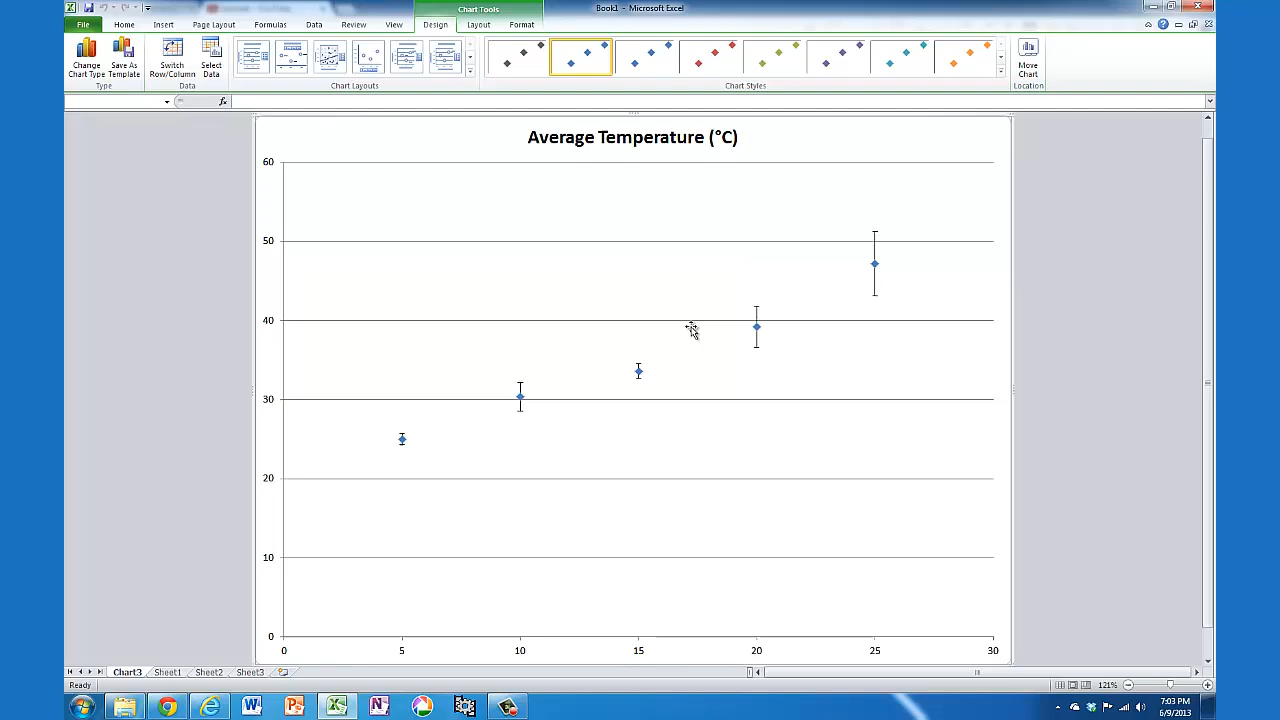 Chart Tools
Book1 - Microsoft Excel
File Home Insert Page Layout Formulas Data Review View Design Layout Format
Change Chart Type
Save As Template
Switch Row/Column
Select Data
Move Chart
Type Data Chart Layouts Chart Styles Location
fx
Average Temperature (°C)
60
50
40
30
20
10
0
0 5 10 15 20 25 30
Chart3 Sheet1 Sheet2 Sheet3
Ready
121%
7:03 PM
6/9/2013